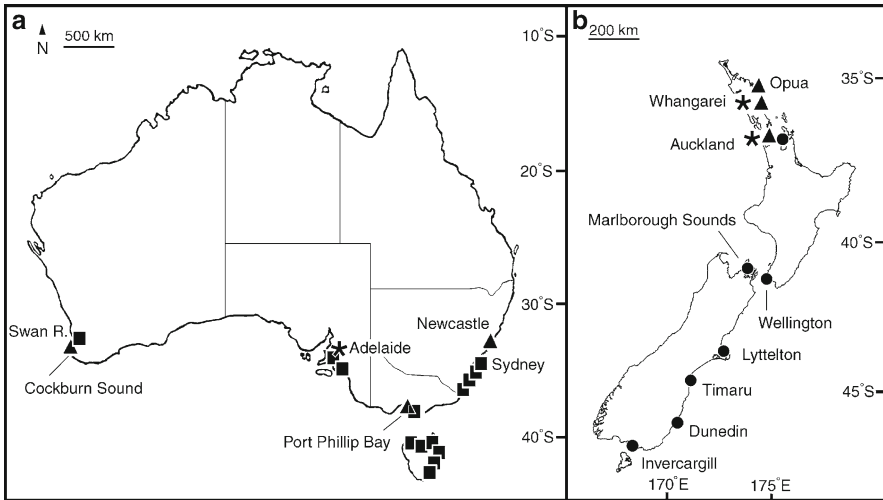 a
N
500 km
10°S
20°S
30°S
40°S
Swan R.
Cockburn Sound
Adelaide
Newcastle
Sydney
Port Phillip Bay
b
200 km
35°S
40°S
45°S
Opua
Whangarei
Auckland
Marlborough Sounds
Wellington
Lyttelton
Timaru
Dunedin
Invercargill
170°E
175°E